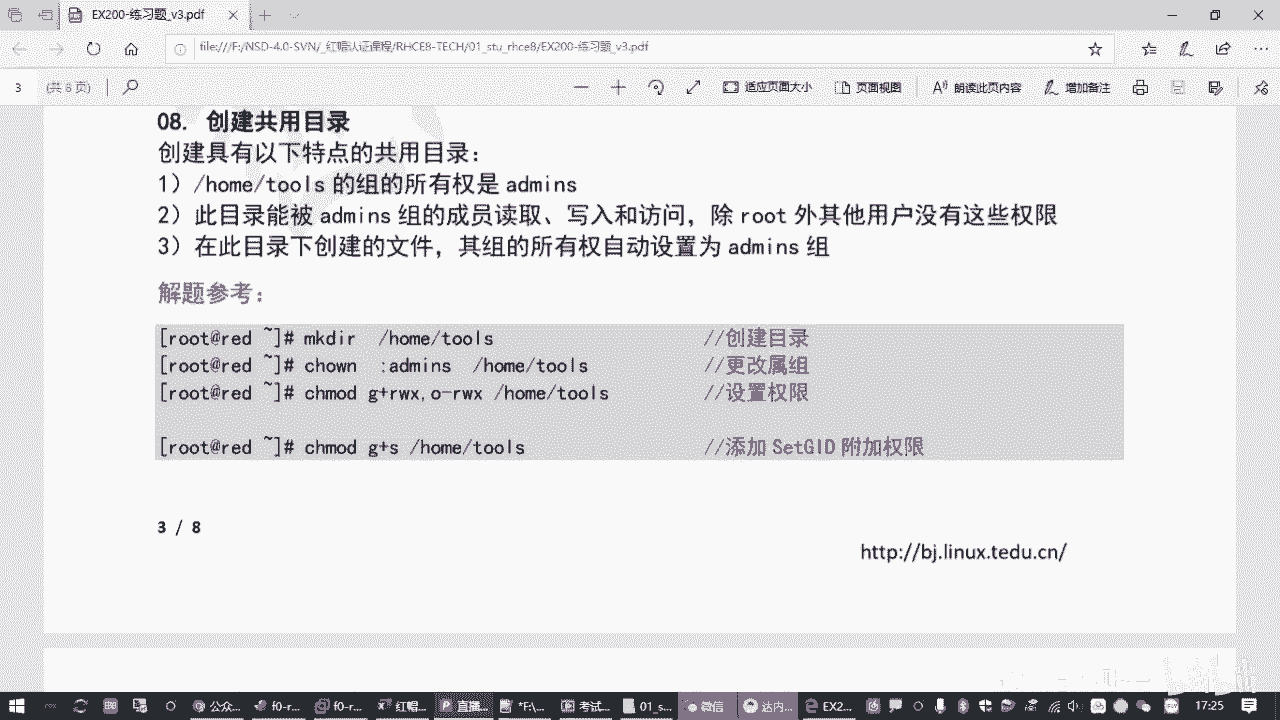 EX200-练习题_v3.pdf
file:///F:/NSD-4.0-SVN/_红帽认证课程/RHCE8-TECH/01_stu_rhce8/EX200-练习题_v3.pdf
3 (共 8 页) 适应页面大小 页面视图 朗读此页内容 增加备注
08. 创建共用目录
创建具有以下特点的共用目录:
1) /home/tools 的组的所有权是 admins
2) 此目录能被 admins 组的成员读取、写入和访问，除 root 外其他用户没有这些权限
3) 在此目录下创建的文件，其组的所有权自动设置为 admins 组
解题参考:
[root@red ~]# mkdir /home/tools //创建目录
[root@red ~]# chown :admins /home/tools //更改属组
[root@red ~]# chmod g+rwx,o-rwx /home/tools //设置权限
[root@red ~]# chmod g+s /home/tools //添加 SetGID 附加权限
3 / 8
http://bj.linux.tedu.cn/
公众... f0-r... f0-r... 红帽... 直播... *F:\... 考试... 01_s... 微信 达内... EX2... 17:25